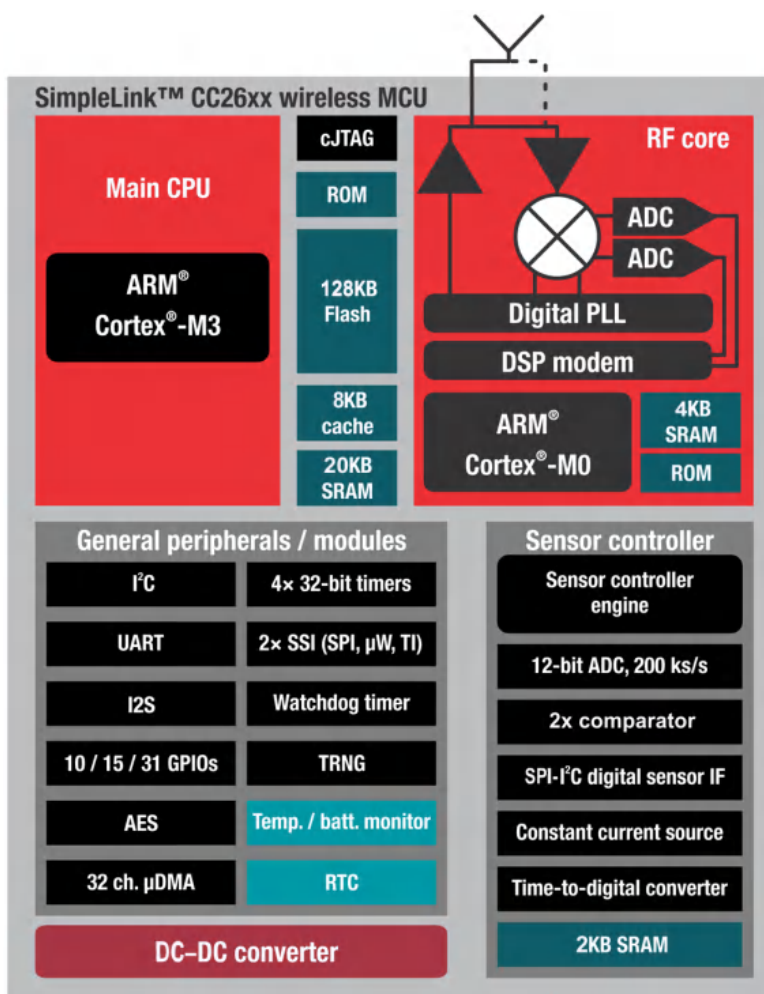 SimpleLink™ CC26xx wireless MCU
Main CPU
ARM®
Cortex®-M3
cJTAG
ROM
128KB
Flash
8KB
cache
20KB
SRAM
RF core
ADC
ADC
Digital PLL
DSP modem
ARM®
Cortex®-M0
4KB
SRAM
ROM
General peripherals / modules
I²C
4× 32-bit timers
UART
2× SSI (SPI, µW, TI)
I2S
Watchdog timer
10 / 15 / 31 GPIOs
TRNG
AES
Temp. / batt. monitor
32 ch. µDMA
RTC
DC–DC converter
Sensor controller
Sensor controller
engine
12-bit ADC, 200 ks/s
2x comparator
SPI-I²C digital sensor IF
Constant current source
Time-to-digital converter
2KB SRAM